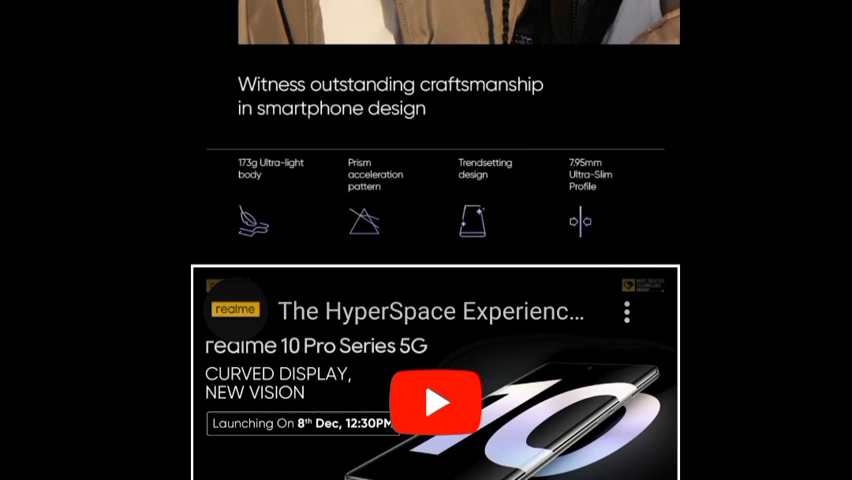 Witness outstanding craftsmanship
in smartphone design
173g Ultra-light
body
Prism
acceleration
pattern
Trendsetting
design
7.95mm
Ultra-Slim
Profile
realme
The HyperSpace Experienc...
realme 10 Pro Series 5G
CURVED DISPLAY,
NEW VISION
Launching On 8th Dec, 12:30PM
10